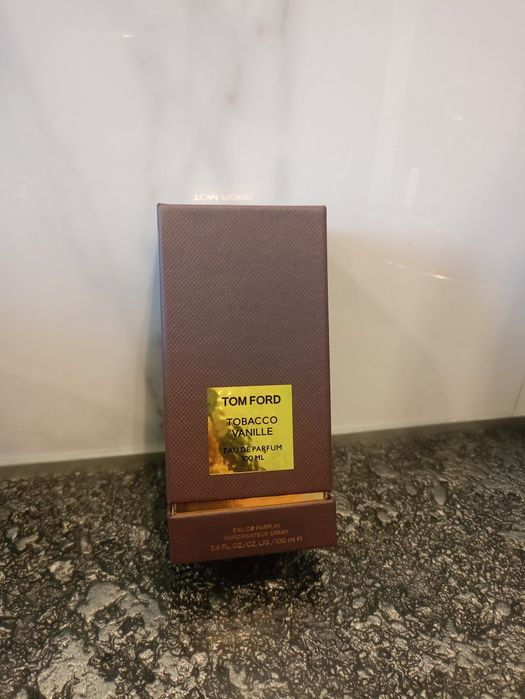 TOM FORD
TOBACCO
VANILLE
EAU DE PARFUM
100 ML
EAU DE PARFUM
VAPORISATEUR SPRAY
3.4 FL. OZ./OZ. LIQ./100 ml ℮